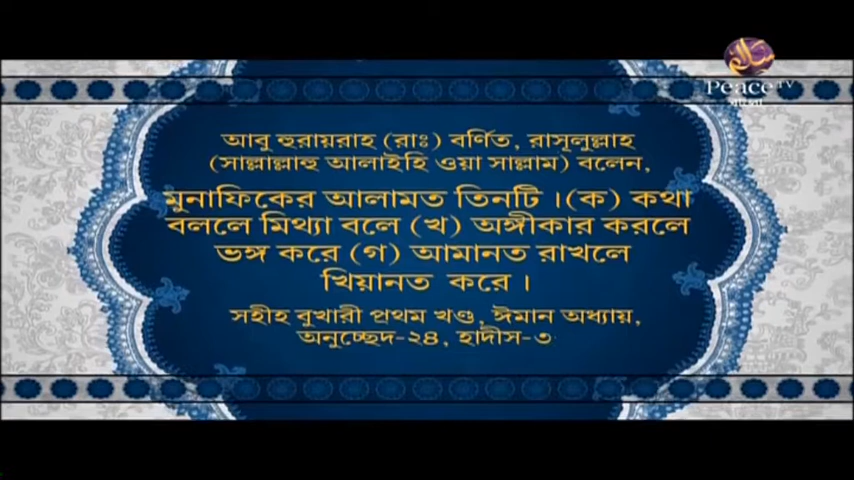 Peace TV
বাংলা
আবু হুরায়রাহ (রাঃ) বর্ণিত, রাসূলুল্লাহ
(সাল্লাল্লাহু আলাইহি ওয়া সাল্লাম) বলেন,
মুনাফিকের আলামত তিনটি । (ক) কথা
বললে মিথ্যা বলে (খ) অঙ্গীকার করলে
ভঙ্গ করে (গ) আমানত রাখলে
খিয়ানত করে ।
সহীহ বুখারী প্রথম খণ্ড, ঈমান অধ্যায়,
অনুচ্ছেদ-২৪, হাদীস-৩